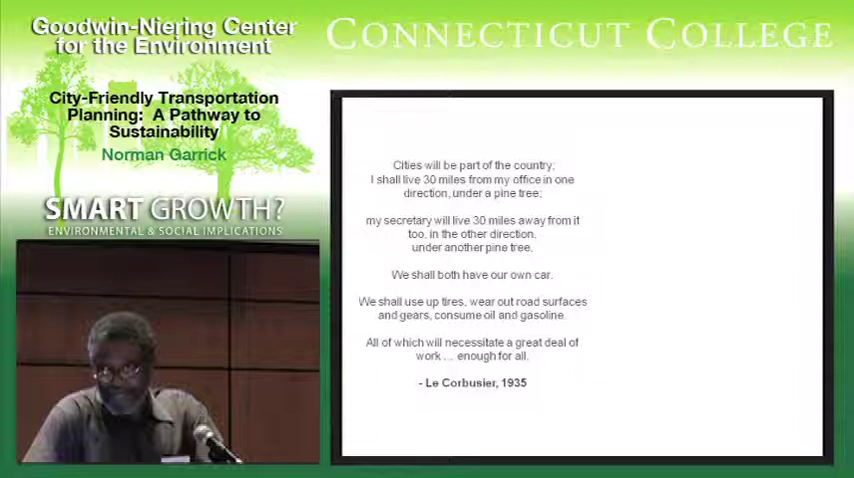 Goodwin-Niering Center
for the Environment
CONNECTICUT COLLEGE
City-Friendly Transportation
Planning: A Pathway to
Sustainability
Norman Garrick
SMART GROWTH?
ENVIRONMENTAL & SOCIAL IMPLICATIONS
Cities will be part of the country;
I shall live 30 miles from my office in one
direction, under a pine tree;
my secretary will live 30 miles away from it
too, in the other direction,
under another pine tree.
We shall both have our own car.
We shall use up tires, wear out road surfaces
and gears, consume oil and gasoline.
All of which will necessitate a great deal of
work ... enough for all.
- Le Corbusier, 1935